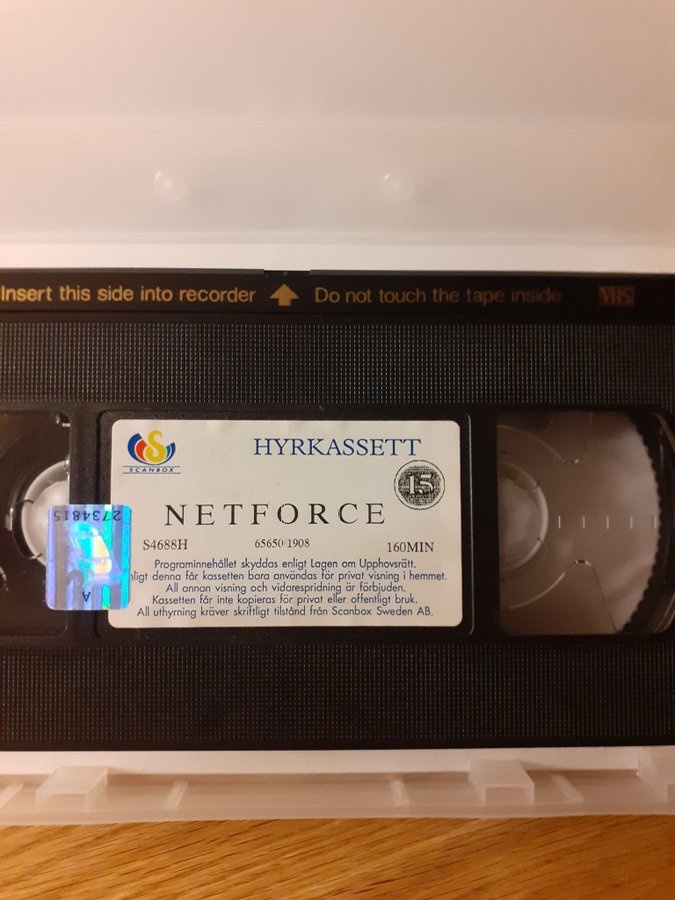 Insert this side into recorder Do not touch the tape inside VHS
S
SCANBOX
HYRKASSETT
15
NETFORCE
S4688H 65650/1908 160MIN
Programinnehållet skyddas enligt Lagen om Upphovsrätt.
ligt denna får kassetten bara användas för privat visning i hemmet.
All annan visning och vidarespridning är förbjuden.
Kassetten får inte kopieras för privat eller offentligt bruk.
All uthyrning kräver skriftligt tilstånd från Scanbox Sweden AB.
2734815
A